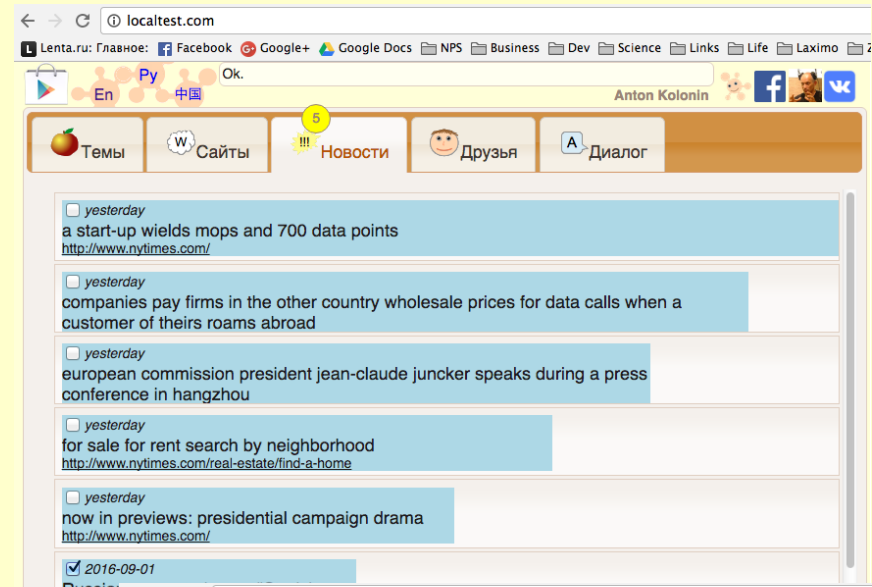 localtest.com
L Lenta.ru: Главное: Facebook Google+ Google Docs NPS Business Dev Science Links Life Laximo
Ok.
En Ру 中国
Anton Kolonin
5
Темы W Сайты !!! Новости Друзья A Диалог
yesterday
a start-up wields mops and 700 data points
http://www.nytimes.com/
yesterday
companies pay firms in the other country wholesale prices for data calls when a
customer of theirs roams abroad
yesterday
european commission president jean-claude juncker speaks during a press
conference in hangzhou
yesterday
for sale for rent search by neighborhood
http://www.nytimes.com/real-estate/find-a-home
yesterday
now in previews: presidential campaign drama
http://www.nytimes.com/
2016-09-01